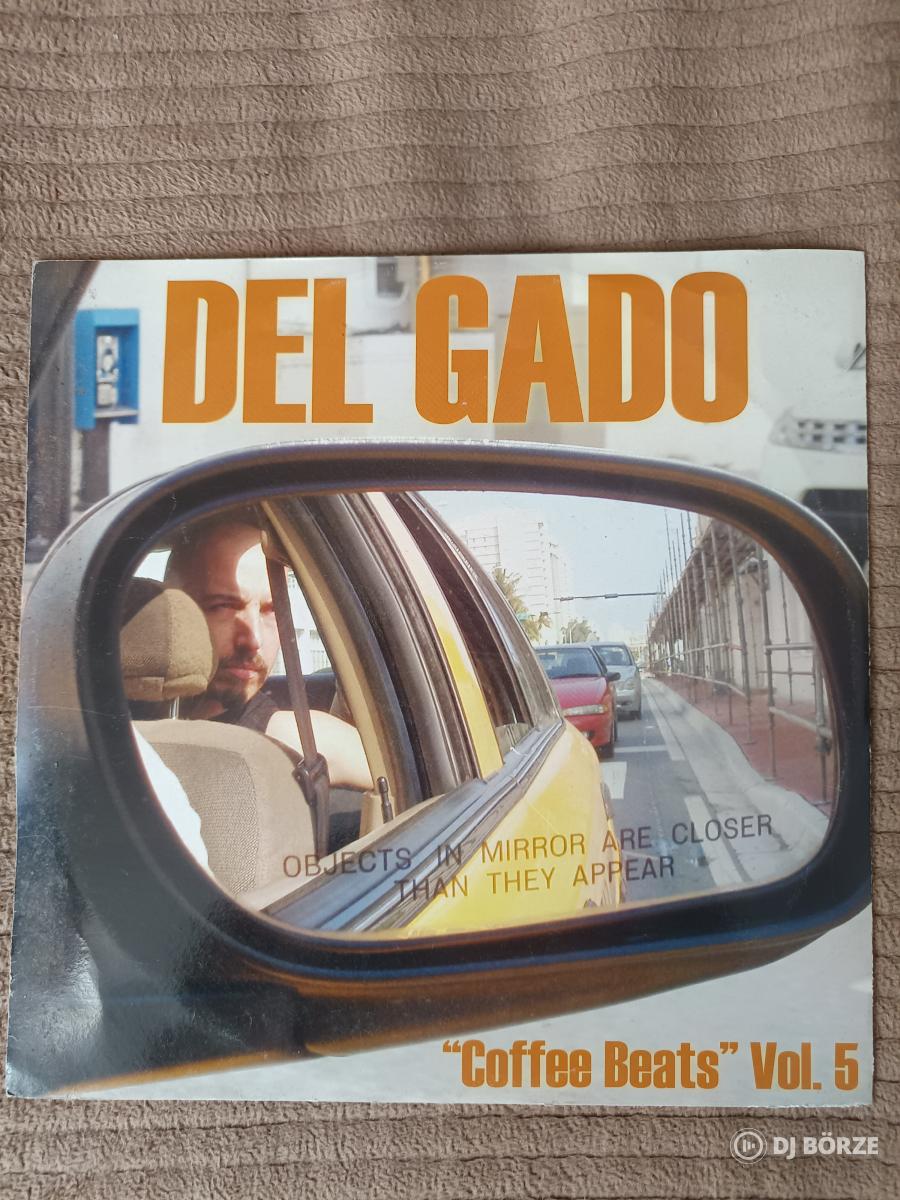 DEL GADO
OBJECTS IN MIRROR ARE CLOSER
THAN THEY APPEAR
“Coffee Beats” Vol. 5
DJ BÖRZE